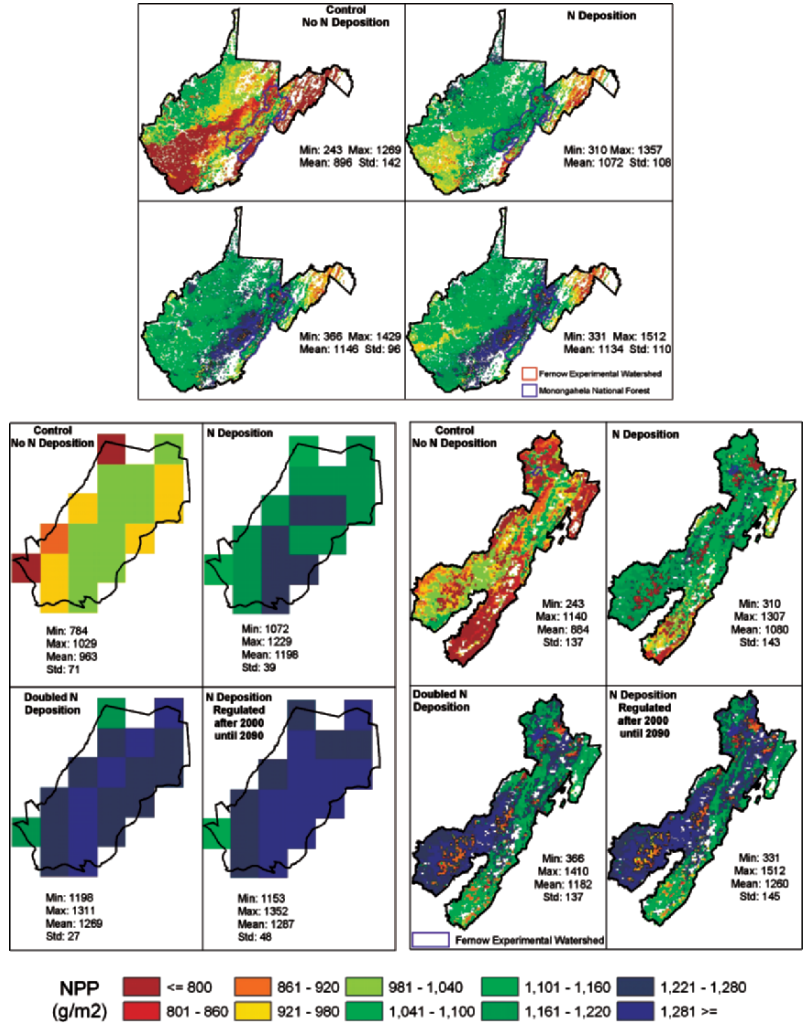 Control
No N Deposition
N Deposition
Min: 243 Max: 1269
Mean: 896 Std: 142
Min: 310 Max: 1357
Mean: 1072 Std: 108
Min: 366 Max: 1429
Mean: 1146 Std: 96
Min: 331 Max: 1512
Mean: 1134 Std: 110
Fernow Experimental Watershed
Monongahela National Forest
Control
No N Deposition
N Deposition
Min: 784
Max: 1029
Mean: 963
Std: 71
Min: 1072
Max: 1229
Mean: 1198
Std: 39
Doubled N
Deposition
N Deposition
Regulated
after 2000
until 2090
Min: 1198
Max: 1311
Mean: 1269
Std: 27
Min: 1153
Max: 1352
Mean: 1287
Std: 48
Control
No N Deposition
N Deposition
Min: 243
Max: 1140
Mean: 884
Std: 137
Min: 310
Max: 1307
Mean: 1080
Std: 143
Doubled N
Deposition
N Deposition
Regulated
after 2000
until 2090
Min: 366
Max: 1410
Mean: 1182
Std: 137
Min: 331
Max: 1512
Mean: 1260
Std: 145
Fernow Experimental Watershed
NPP
(g/m2)
<= 800
861 - 920
981 - 1,040
1,101 - 1,160
1,221 - 1,280
801 - 860
921 - 980
1,041 - 1,100
1,161 - 1,220
1,281 >=